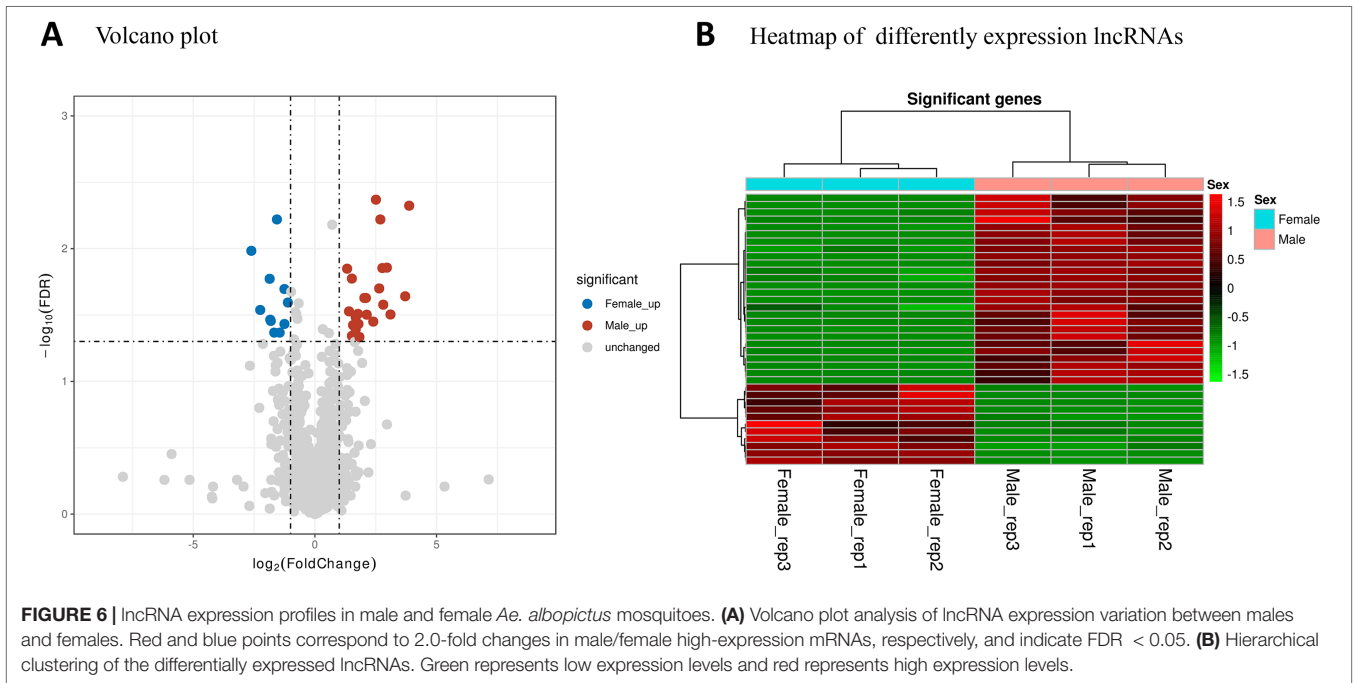 A Volcano plot
3
2
1
0
-5
0
5
−log10(FDR)
log2(FoldChange)
significant
Female_up
Male_up
unchanged
B Heatmap of differently expression lncRNAs
Significant genes
Sex
1.5
1
0.5
0
-0.5
-1
-1.5
Sex
Female
Male
Female_rep3
Female_rep1
Female_rep2
Male_rep3
Male_rep1
Male_rep2
FIGURE 6 | lncRNA expression profiles in male and female Ae. albopictus mosquitoes. (A) Volcano plot analysis of lncRNA expression variation between males
and females. Red and blue points correspond to 2.0-fold changes in male/female high-expression mRNAs, respectively, and indicate FDR < 0.05. (B) Hierarchical
clustering of the differentially expressed lncRNAs. Green represents low expression levels and red represents high expression levels.